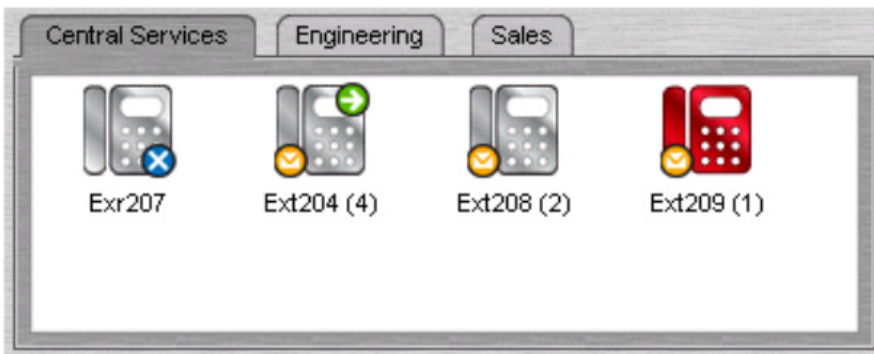 Central Services Engineering Sales
Exr207 Ext204 (4) Ext208 (2) Ext209 (1)